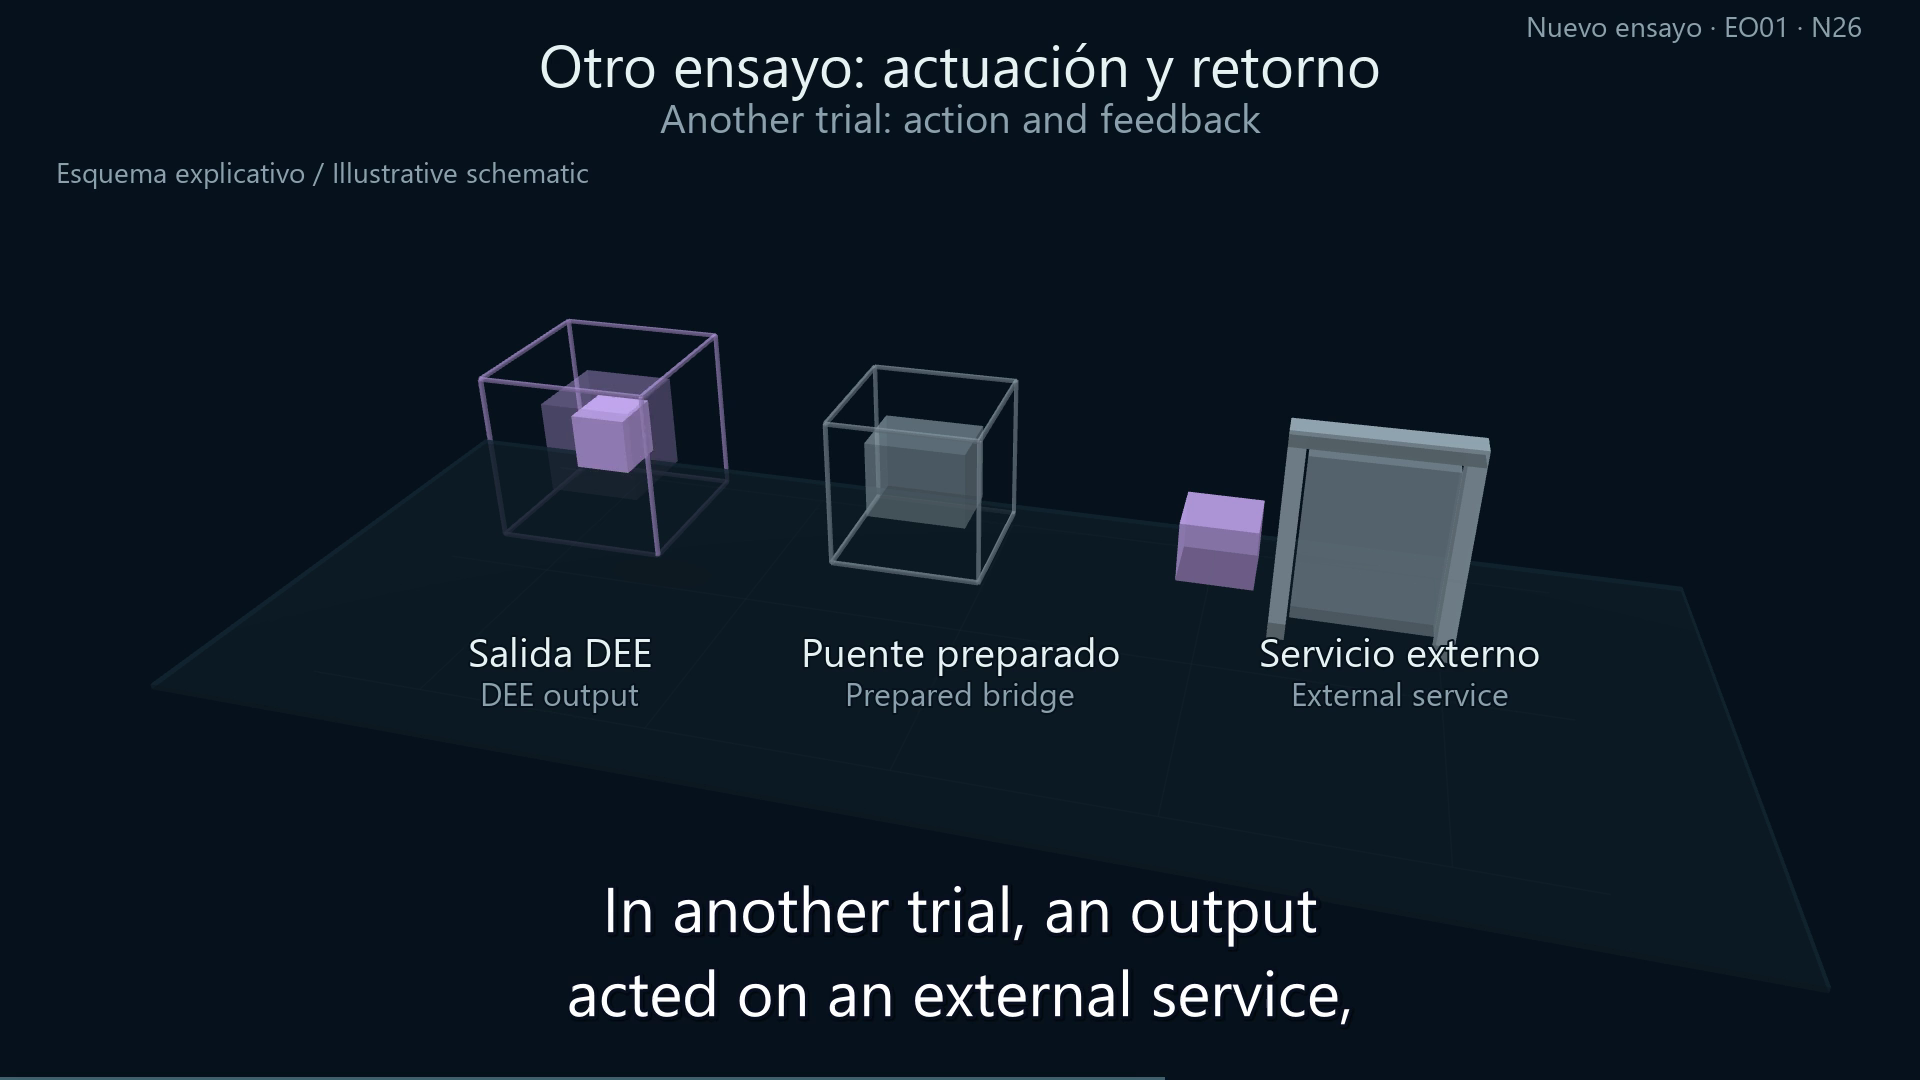 Nuevo ensayo · EO01 · N26
Otro ensayo: actuación y retorno
Another trial: action and feedback
Esquema explicativo / Illustrative schematic
Salida DEE
DEE output
Puente preparado
Prepared bridge
Servicio externo
External service
In another trial, an output
acted on an external service,